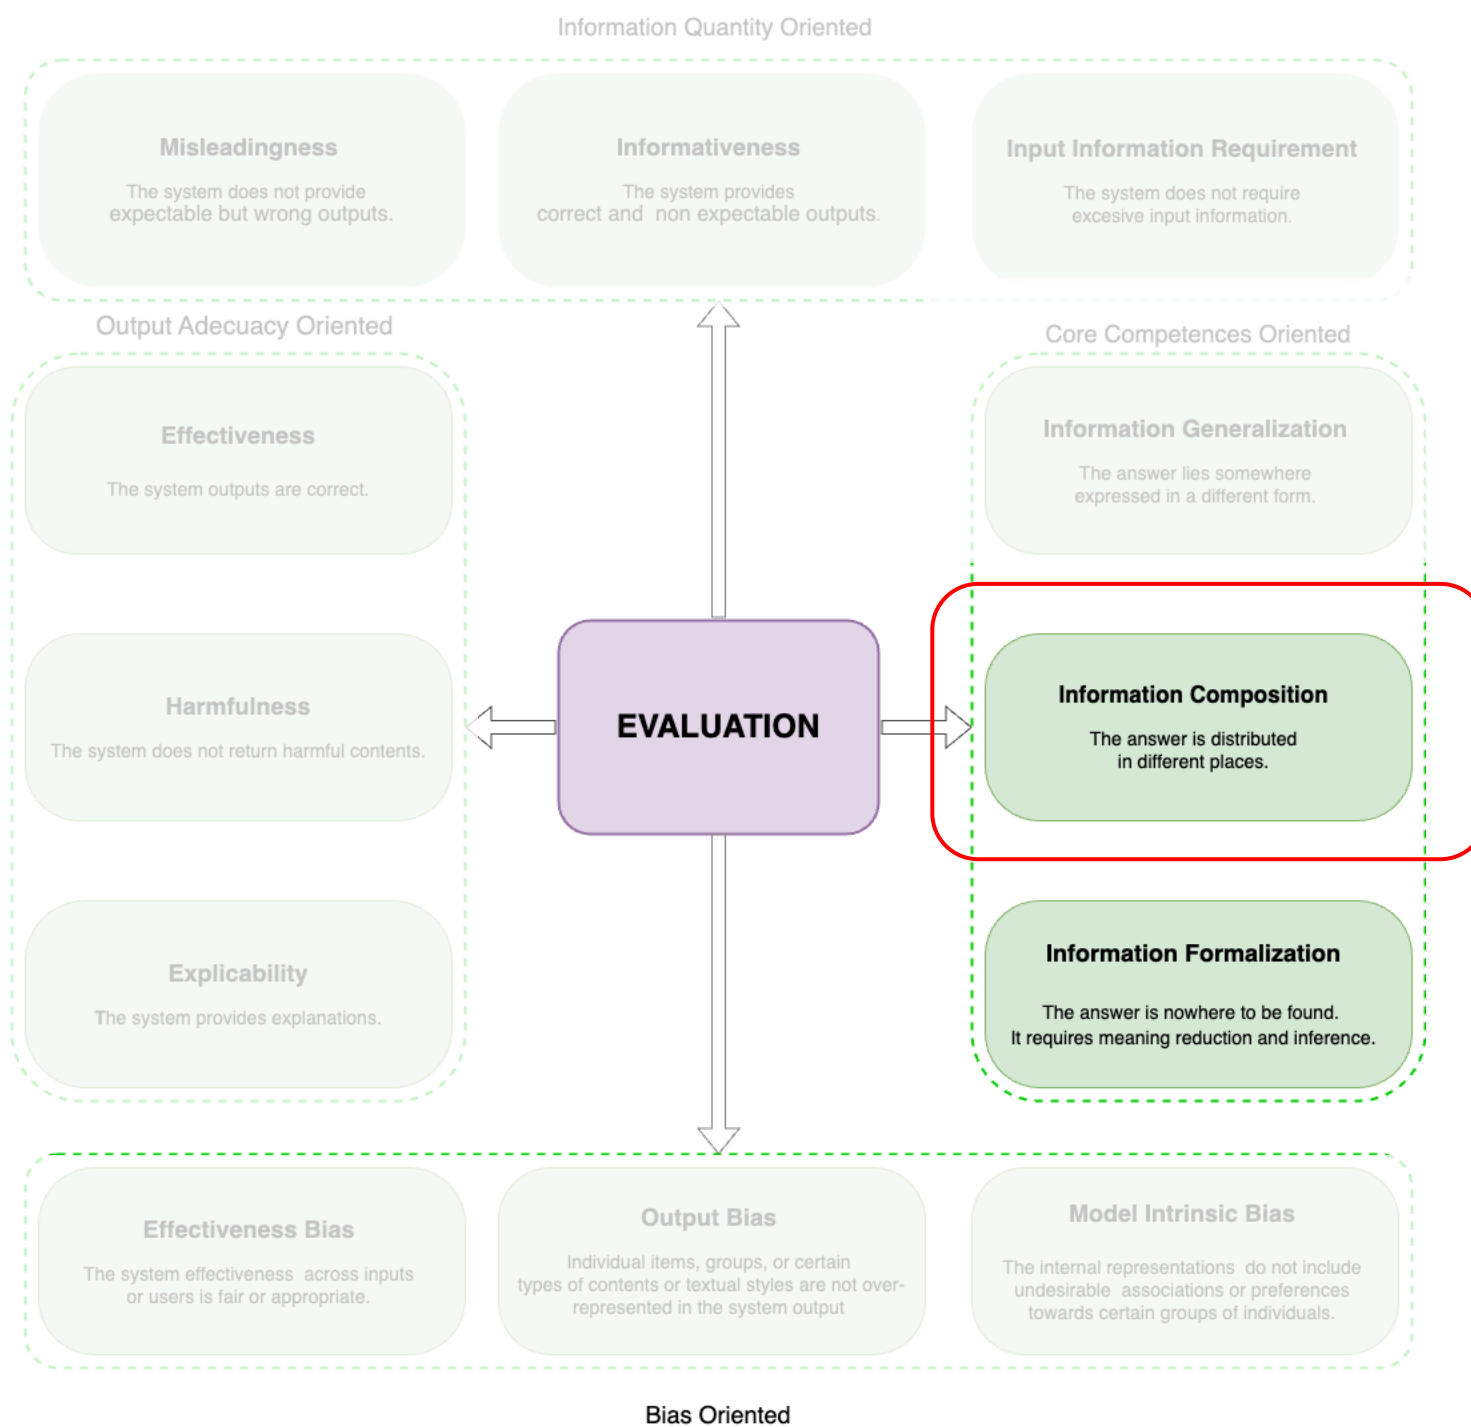 Information Quantity Oriented
Misleadingness
The system does not provide
expectable but wrong outputs.
Informativeness
The system provides
correct and non expectable outputs.
Input Information Requirement
The system does not require
excesive input information.
Output Adecuacy Oriented
Effectiveness
The system outputs are correct.
Harmfulness
The system does not return harmful contents.
Explicability
The system provides explanations.
EVALUATION
Core Competences Oriented
Information Generalization
The answer lies somewhere
expressed in a different form.
Information Composition
The answer is distributed
in different places.
Information Formalization
The answer is nowhere to be found.
It requires meaning reduction and inference.
Effectiveness Bias
The system effectiveness across inputs
or users is fair or appropriate.
Output Bias
Individual items, groups, or certain
types of contents or textual styles are not over-
represented in the system output
Model Intrinsic Bias
The internal representations do not include
undesirable associations or preferences
towards certain groups of individuals.
Bias Oriented